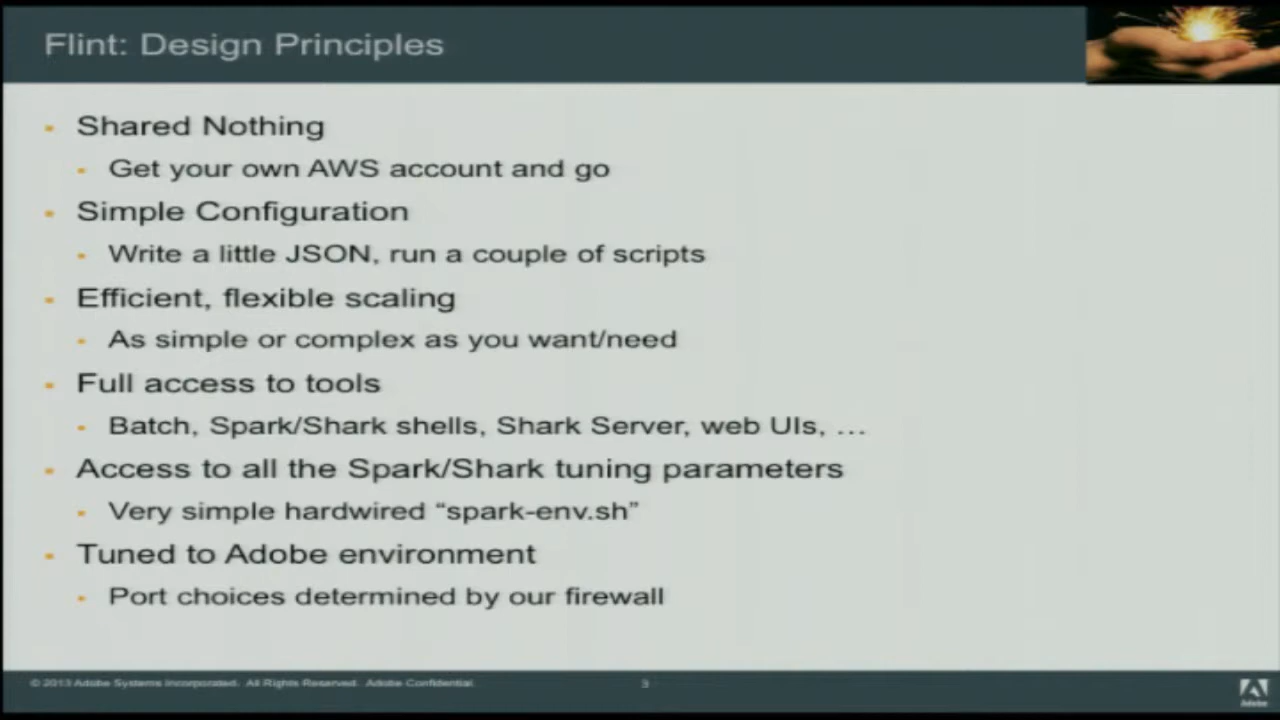 Flint: Design Principles
Shared Nothing
Get your own AWS account and go
Simple Configuration
Write a little JSON, run a couple of scripts
Efficient, flexible scaling
As simple or complex as you want/need
Full access to tools
Batch, Spark/Shark shells, Shark Server, web UIs, …
Access to all the Spark/Shark tuning parameters
Very simple hardwired “spark-env.sh”
Tuned to Adobe environment
Port choices determined by our firewall
© 2013 Adobe Systems Incorporated. All Rights Reserved. Adobe Confidential. 3
Adobe